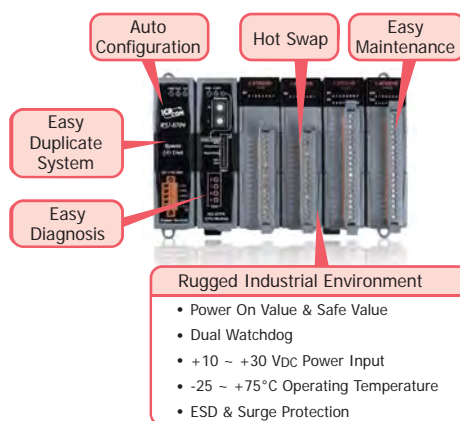 Auto
Configuration
Hot Swap
Easy
Maintenance
Easy
Duplicate
System
Easy
Diagnosis
Rugged Industrial Environment
• Power On Value & Safe Value
• Dual Watchdog
• +10 ~ +30 VDC Power Input
• -25 ~ +75°C Operating Temperature
• ESD & Surge Protection